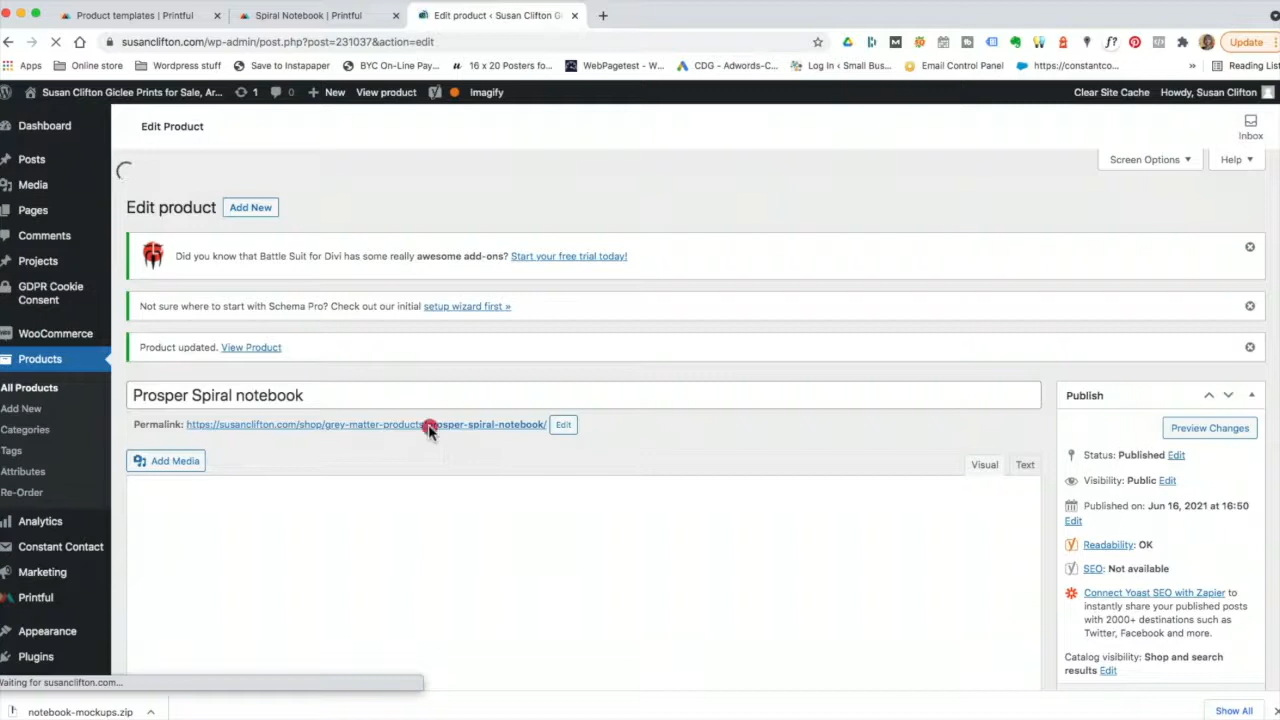 Product templates | Printful
Spiral Notebook | Printful
Edit product ‹ Susan Clifton Gi
susanclifton.com/wp-admin/post.php?post=231037&action=edit
Update
Apps
Online store
Wordpress stuff
Save to Instapaper
BYC On-Line Pay...
16 x 20 Posters fo...
WebPagetest - W...
CDG - Adwords-C...
Log In ‹ Small Bus...
Email Control Panel
https://constantco...
»
Reading List
Susan Clifton Giclee Prints for Sale, Ar...
1
0
New
View product
Imagify
Clear Site Cache
Howdy, Susan Clifton
Dashboard
Posts
Media
Pages
Comments
Projects
GDPR Cookie
Consent
WooCommerce
Products
All Products
Add New
Categories
Tags
Attributes
Re-Order
Analytics
Constant Contact
Marketing
Printful
Appearance
Plugins
Edit Product
Inbox
Screen Options
Help
Edit product
Add New
Did you know that Battle Suit for Divi has some really awesome add-ons? Start your free trial today!
Not sure where to start with Schema Pro? Check out our initial setup wizard first »
Product updated. View Product
Prosper Spiral notebook
Permalink: https://susanclifton.com/shop/grey-matter-products/prosper-spiral-notebook/ Edit
Add Media
Visual
Text
Publish
Preview Changes
Status: Published Edit
Visibility: Public Edit
Published on: Jun 16, 2021 at 16:50
Edit
Readability: OK
SEO: Not available
Connect Yoast SEO with Zapier to
instantly share your published posts
with 2000+ destinations such as
Twitter, Facebook and more.
Catalog visibility: Shop and search
results Edit
Waiting for susanclifton.com...
notebook-mockups.zip
Show All